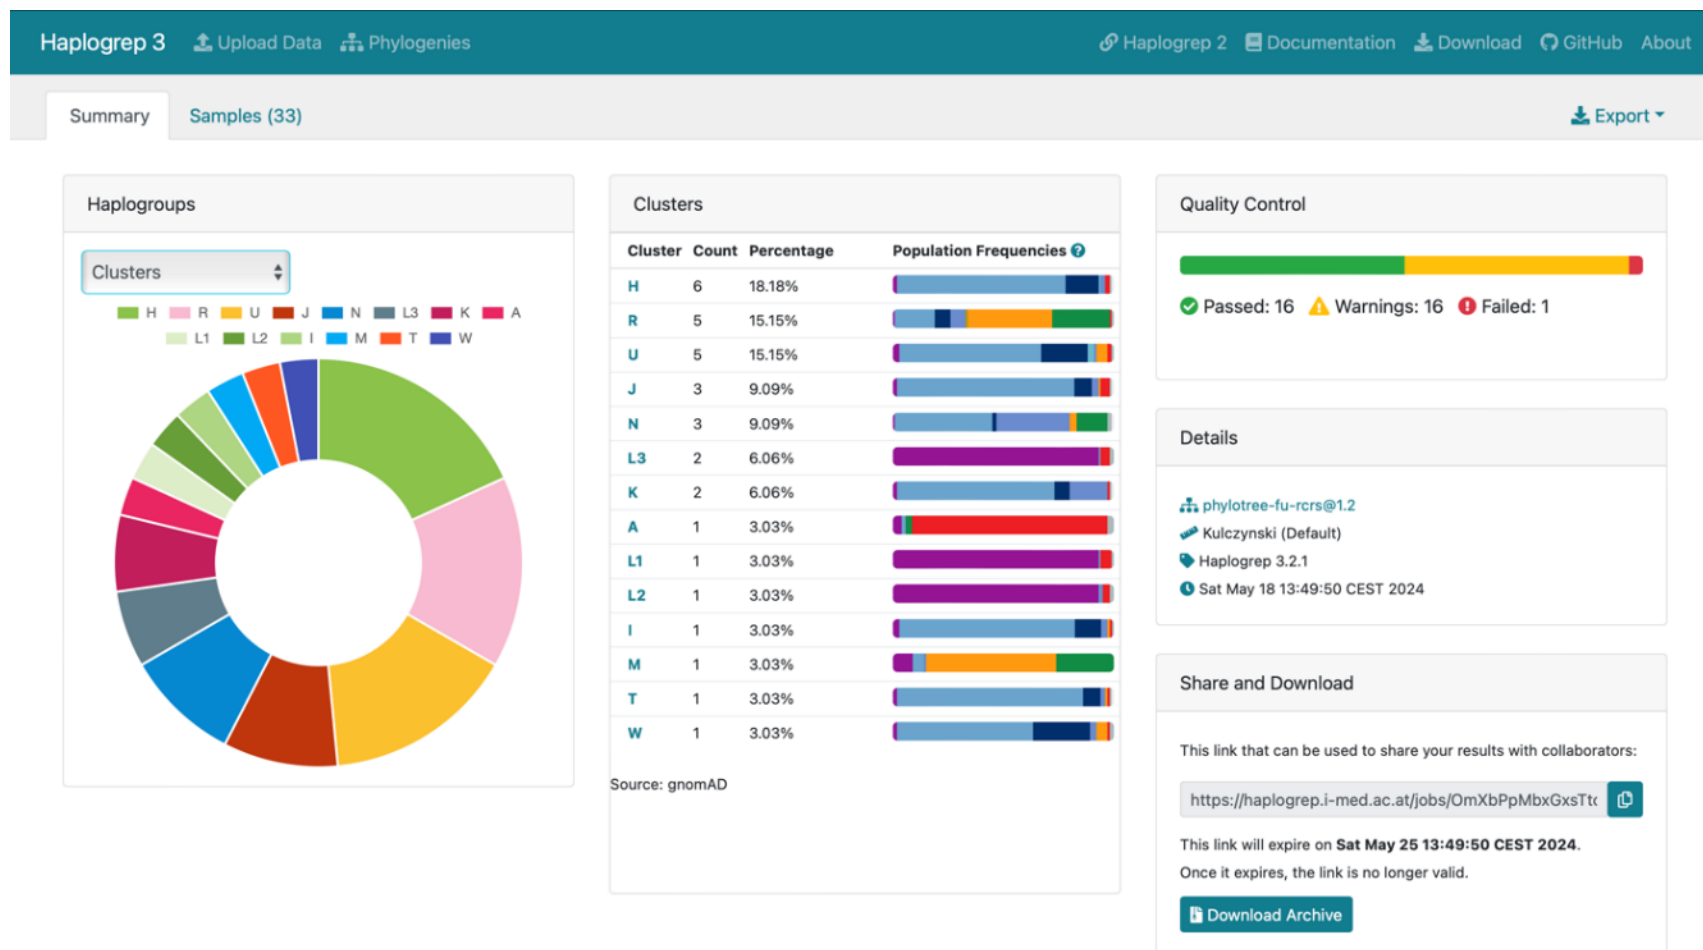 Haplogrep 3 Upload Data Phylogenies Haplogrep 2 Documentation Download GitHub About
Summary Samples (33) Export
Haplogroups
Clusters
H R U J N L3 K A
L1 L2 I M T W
Clusters
Cluster Count Percentage Population Frequencies
H 6 18.18%
R 5 15.15%
U 5 15.15%
J 3 9.09%
N 3 9.09%
L3 2 6.06%
K 2 6.06%
A 1 3.03%
L1 1 3.03%
L2 1 3.03%
I 1 3.03%
M 1 3.03%
T 1 3.03%
W 1 3.03%
Source: gnomAD
Quality Control
Passed: 16 Warnings: 16 Failed: 1
Details
phylotree-fu-rcrs@1.2
Kulczynski (Default)
Haplogrep 3.2.1
Sat May 18 13:49:50 CEST 2024
Share and Download
This link that can be used to share your results with collaborators:
https://haplogrep.i-med.ac.at/jobs/OmXbPpMbxGxsTt
This link will expire on Sat May 25 13:49:50 CEST 2024.
Once it expires, the link is no longer valid.
Download Archive